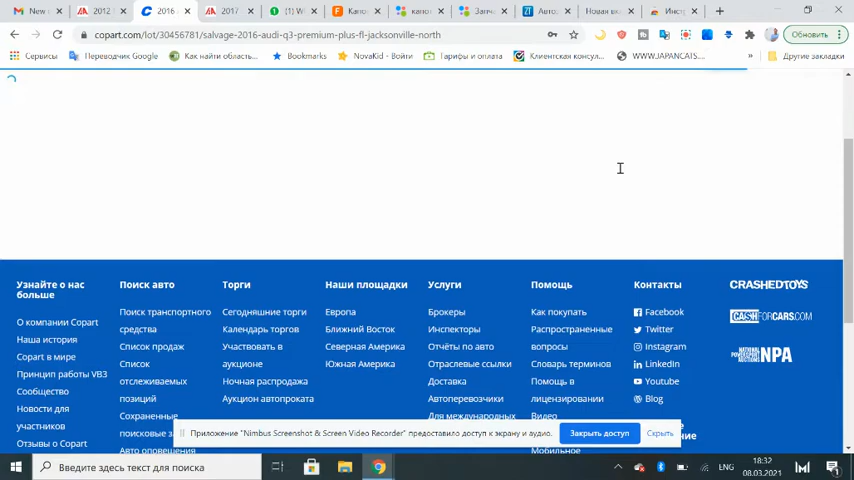 New
2012
2016
2017
(1) W
Капо
капо
Запч
Авто:
Новая вк
Инст
copart.com/lot/30456781/salvage-2016-audi-q3-premium-plus-fl-jacksonville-north
Обновить
Сервисы
Переводчик Google
Как найти область...
Bookmarks
NovaKid – Войти
Тарифы и оплата
Клиентская консул...
WWW.JAPANCATS....
»
Другие закладки
Узнайте о нас больше
О компании Copart
Наша история
Copart в мире
Принцип работы VB3
Сообщество
Новости для участников
Отзывы о Copart
Поиск авто
Поиск транспортного средства
Список продаж
Список отслеживаемых позиций
Сохраненные поисковые за
Авто оповещения
Торги
Сегодняшние торги
Календарь торгов
Участвовать в аукционе
Ночная распродажа
Аукцион автопроката
Наши площадки
Европа
Ближний Восток
Северная Америка
Южная Америка
Услуги
Брокеры
Инспекторы
Отчёты по авто
Отраслевые ссылки
Доставка
Автоперевозчики
Для международных
Помощь
Как покупать
Распространенные вопросы
Словарь терминов
Помощь в лицензировании
Видео
Мобильное
Контакты
Facebook
Twitter
Instagram
LinkedIn
Youtube
Blog
CRASHEDTOYS
CASHFORCARS.COM
NPA
Приложение "Nimbus Screenshot & Screen Video Recorder" предоставило доступ к экрану и аудио.
Закрыть доступ
Скрыть
Введите здесь текст для поиска
ENG
18:32
08.03.2021